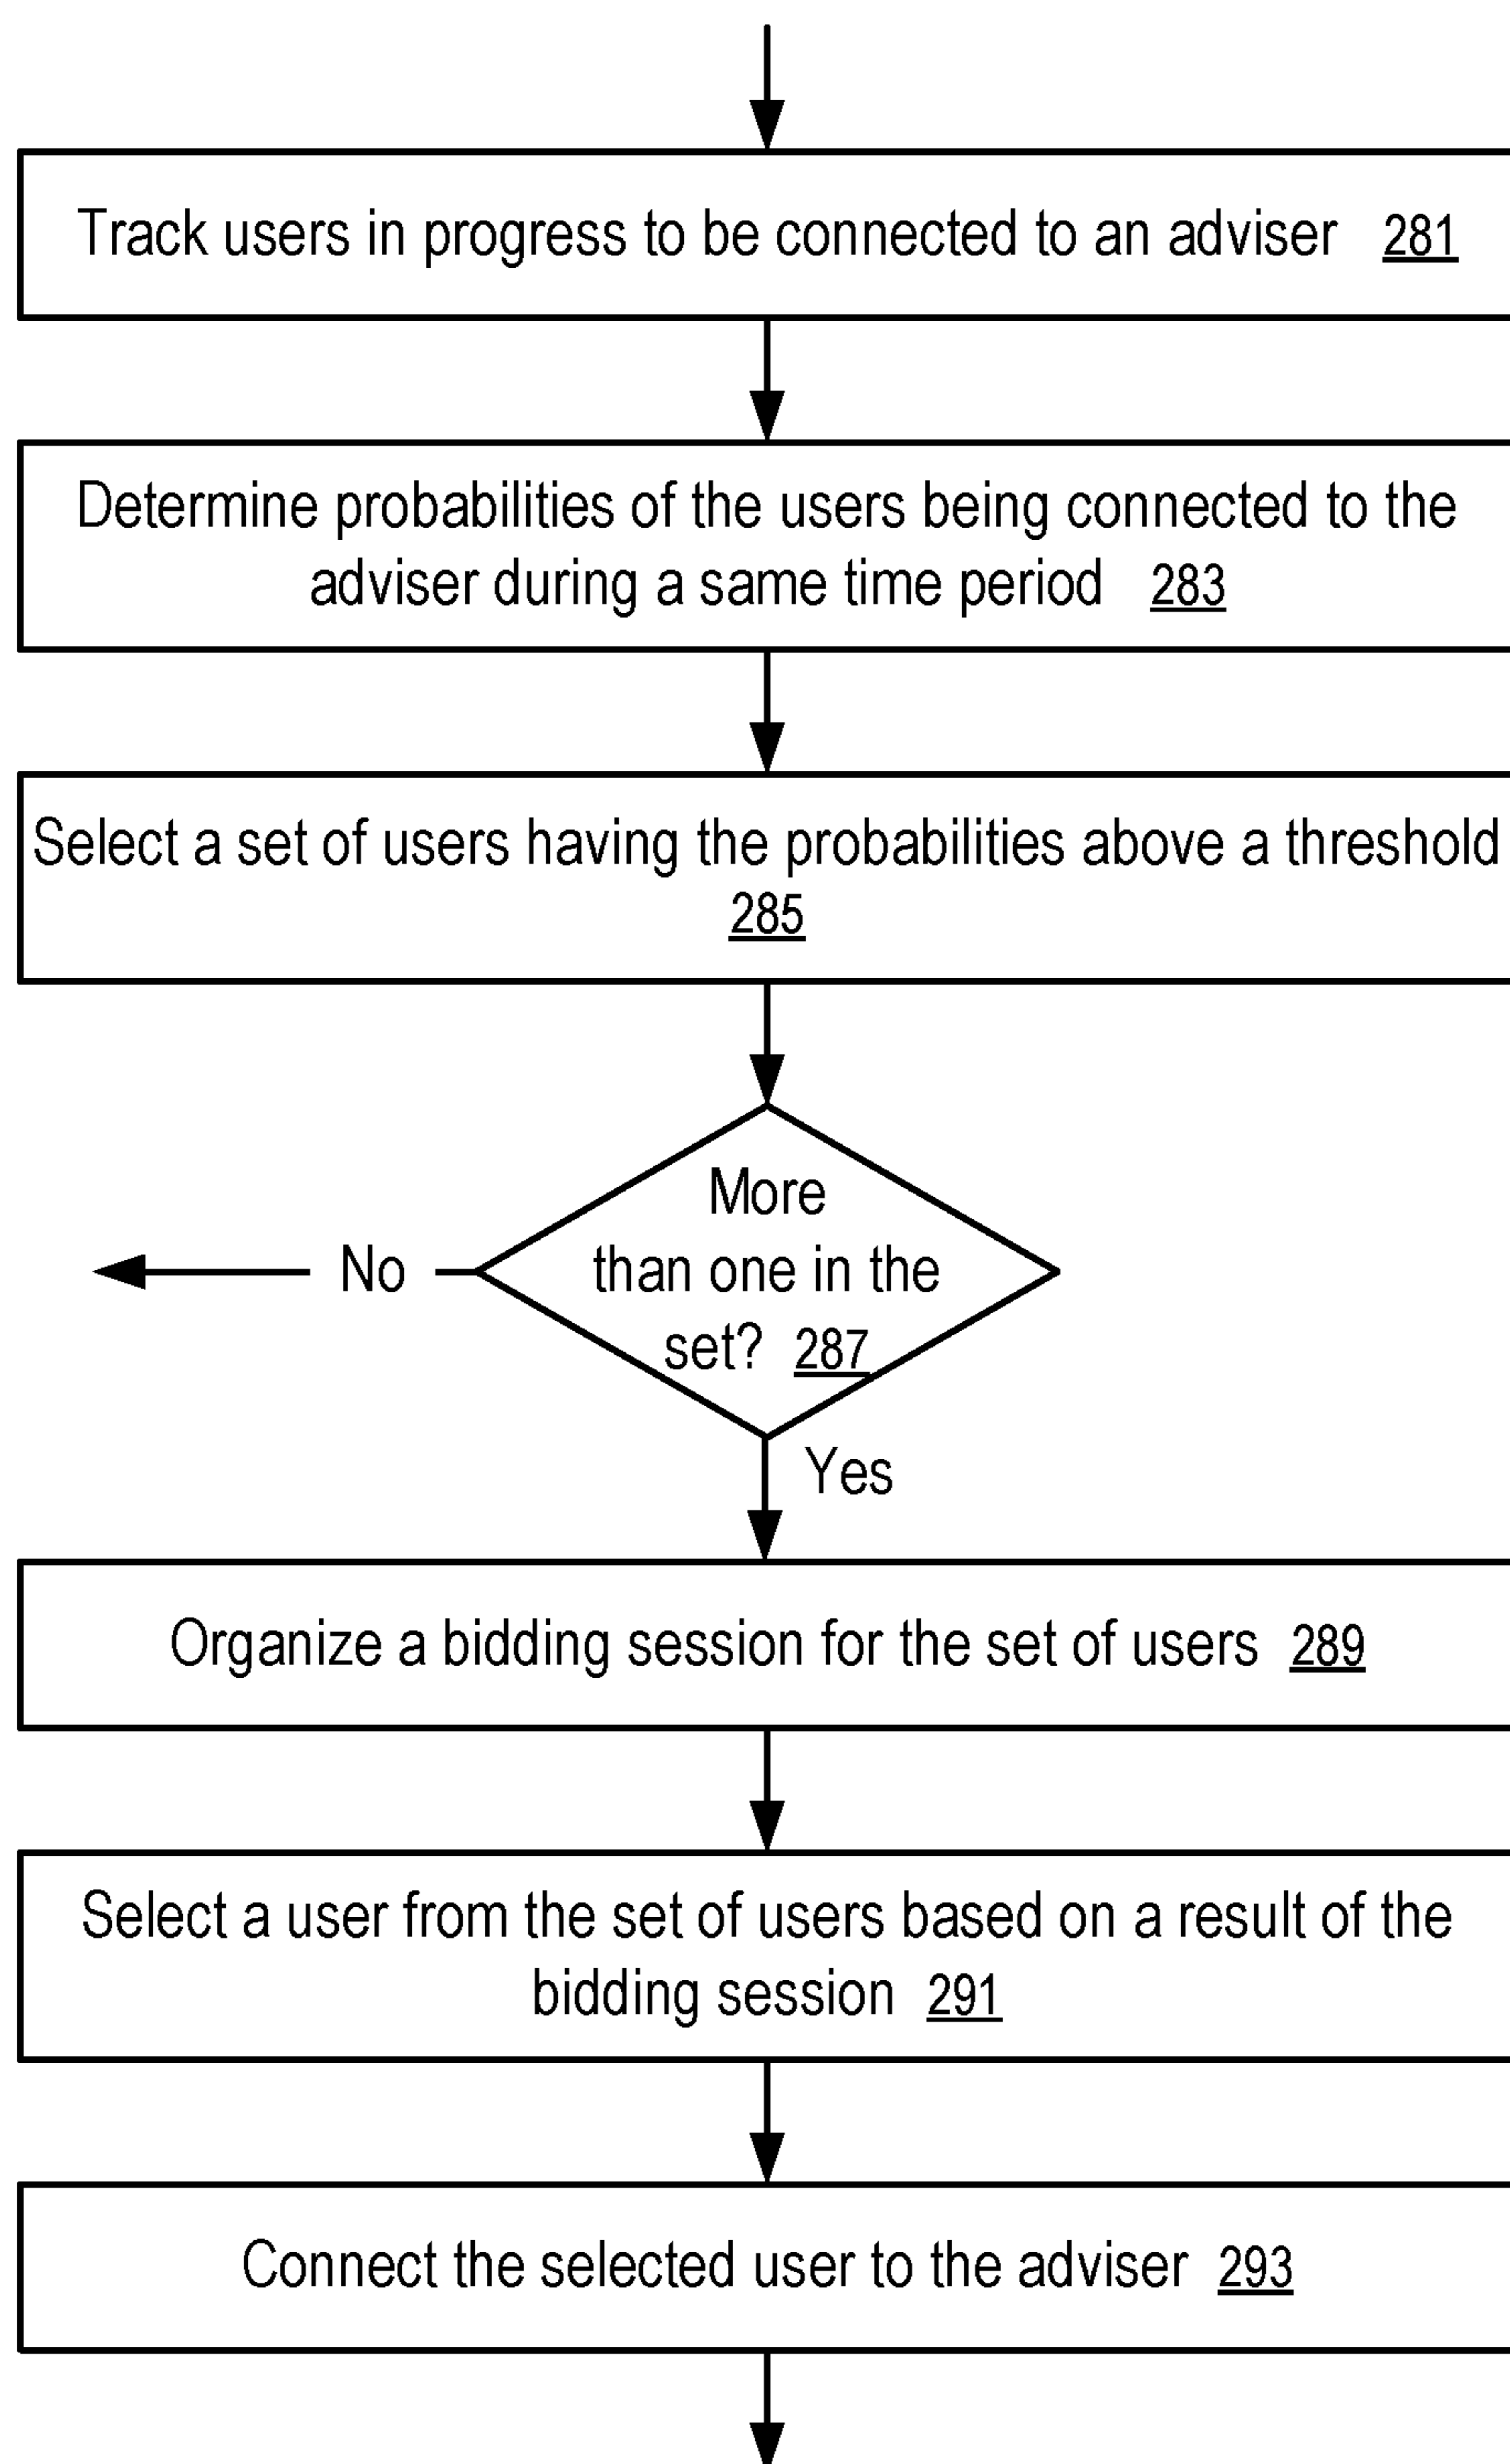 Track users in progress to be connected to an adviser 281
Determine probabilities of the users being connected to the
adviser during a same time period 283
Select a set of users having the probabilities above a threshold
285
More
than one in the
set? 287
No
Yes
Organize a bidding session for the set of users 289
Select a user from the set of users based on a result of the
bidding session 291
Connect the selected user to the adviser 293